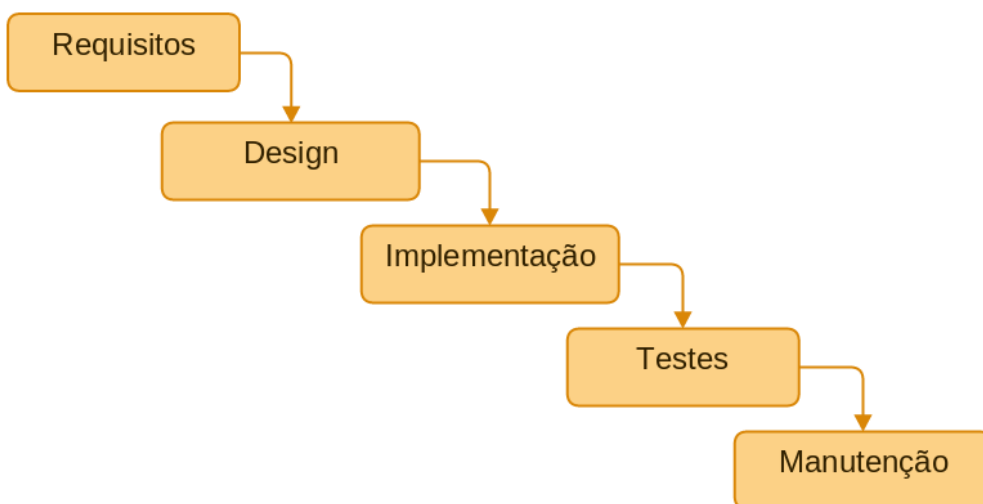 Requisitos
Design
Implementação
Testes
Manutenção